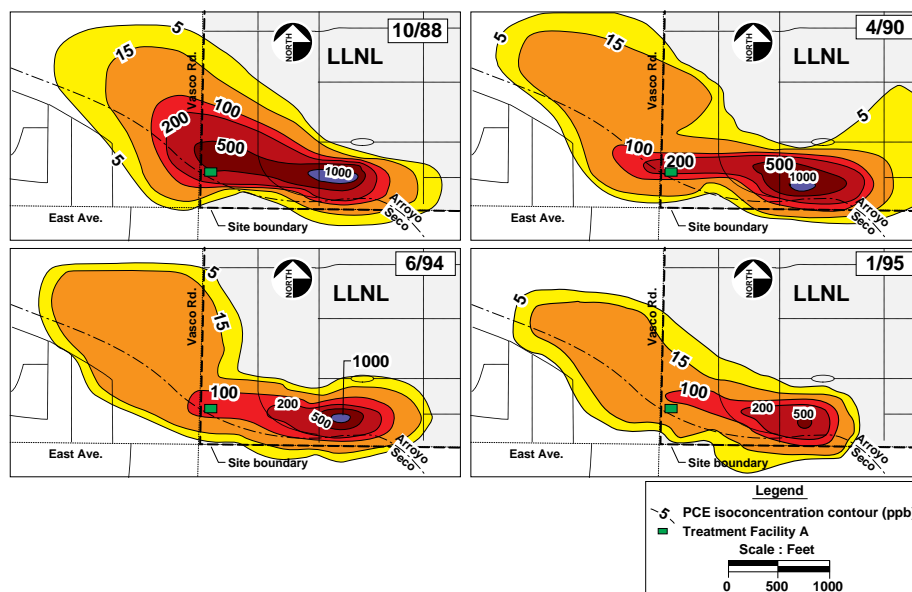 5
10/88
15
NORTH
LLNL
Vasco Rd.
100
200
500
1000
5
East Ave.
Site boundary
Arroyo
Seco
5
4/90
15
NORTH
LLNL
Vasco Rd.
5
100
200
500
1000
East Ave.
Site boundary
Arroyo
Seco
5
6/94
NORTH
LLNL
Vasco Rd.
15
1000
100
200
500
East Ave.
Site boundary
Arroyo
Seco
1/95
NORTH
5
LLNL
Vasco Rd.
15
100
200
500
East Ave.
Site boundary
Arroyo
Seco
Legend
5 PCE isoconcentration contour (ppb)
Treatment Facility A
Scale : Feet
0 500 1000